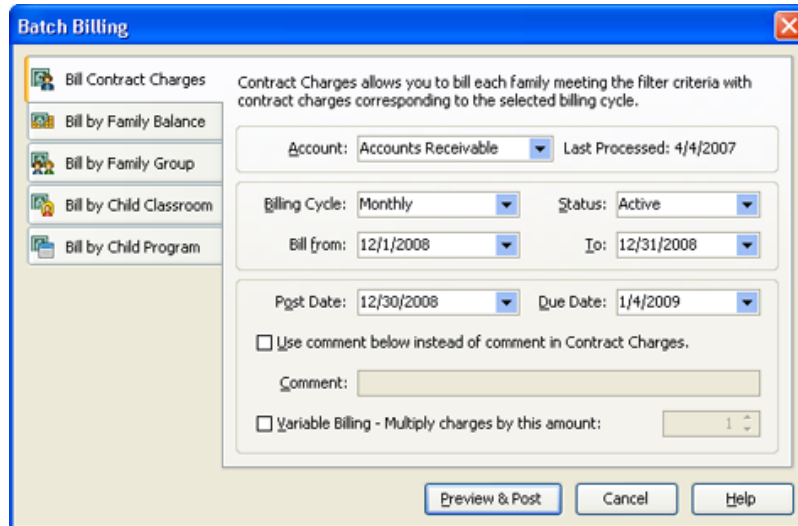 Batch Billing
Bill Contract Charges
Bill by Family Balance
Bill by Family Group
Bill by Child Classroom
Bill by Child Program
Contract Charges allows you to bill each family meeting the filter criteria with
contract charges corresponding to the selected billing cycle.
Account: Accounts Receivable Last Processed: 4/4/2007
Billing Cycle: Monthly Status: Active
Bill from: 12/1/2008 To: 12/31/2008
Post Date: 12/30/2008 Due Date: 1/4/2009
Use comment below instead of comment in Contract Charges.
Comment:
Variable Billing - Multiply charges by this amount: 1
Preview & Post Cancel Help